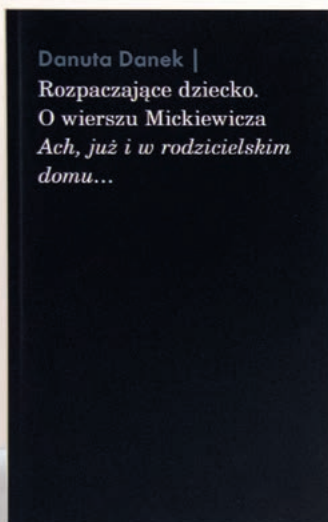 Danuta Danek |
Rozpaczające dziecko.
O wierszu Mickiewicza
Ach, już i w rodzicielskim
domu...